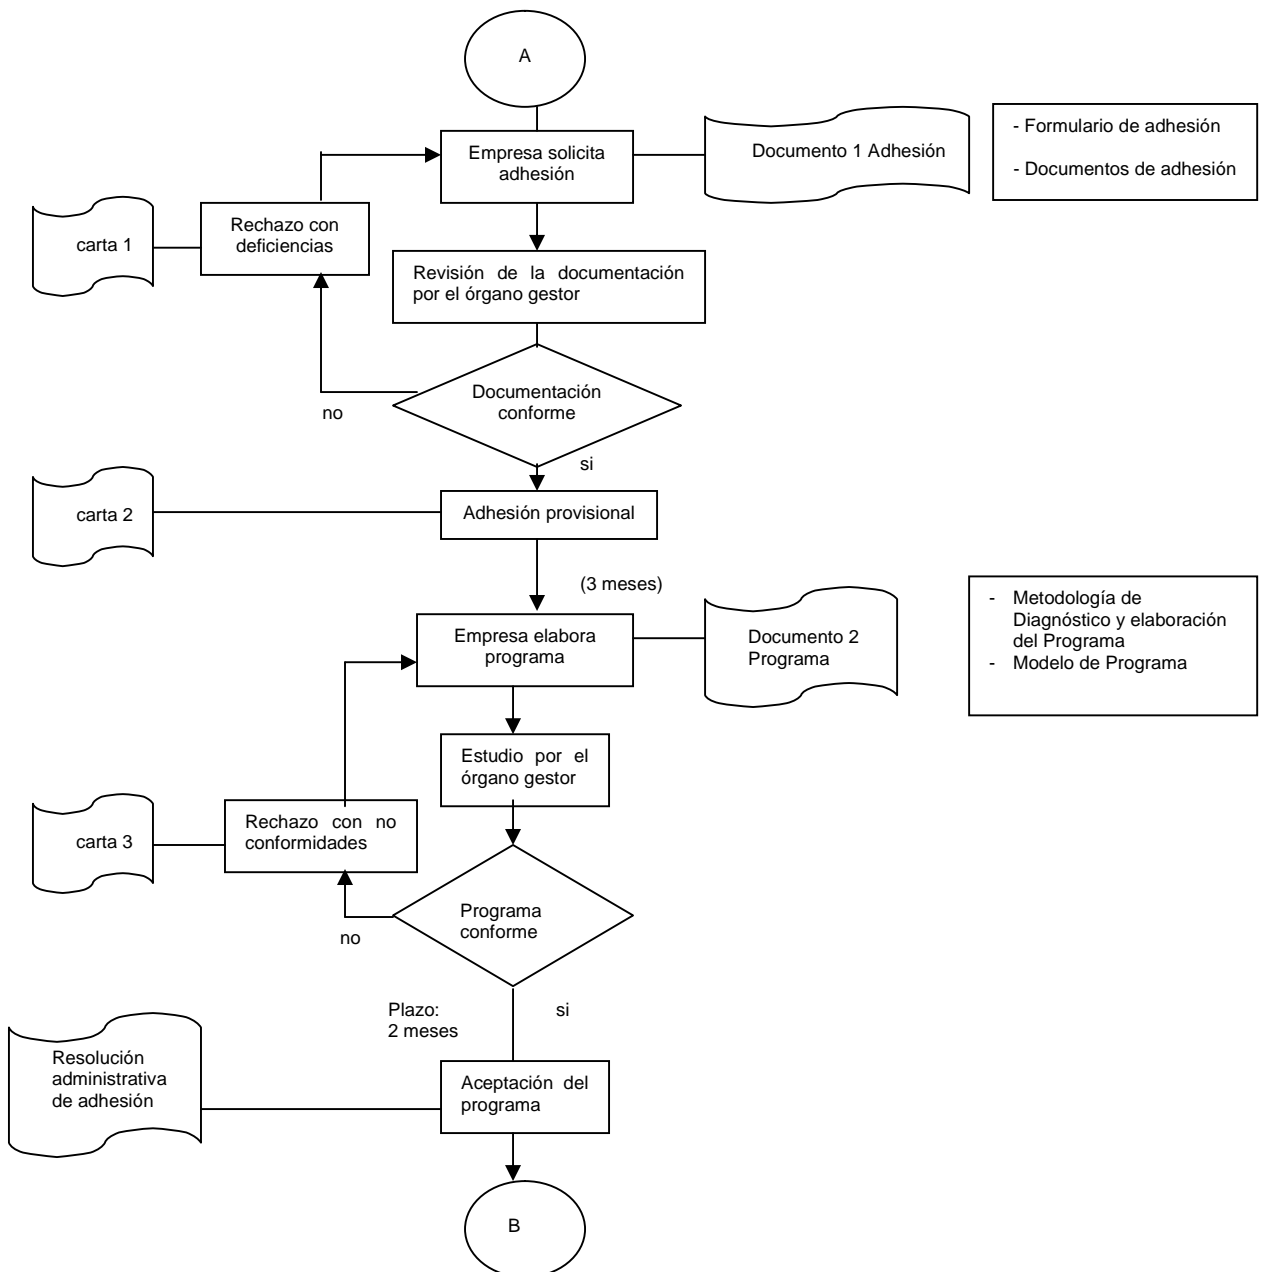 A
Empresa solicita
adhesión
Documento 1 Adhesión
- Formulario de adhesión
- Documentos de adhesión
carta 1
Rechazo con
deficiencias
Revisión de la documentación
por el órgano gestor
Documentación
conforme
no
si
carta 2
Adhesión provisional
(3 meses)
Empresa elabora
programa
Documento 2
Programa
- Metodología de
Diagnóstico y elaboración
del Programa
- Modelo de Programa
Estudio por el
órgano gestor
carta 3
Rechazo con no
conformidades
Programa
conforme
no
Plazo:
2 meses
si
Resolución
administrativa
de adhesión
Aceptación del
programa
B